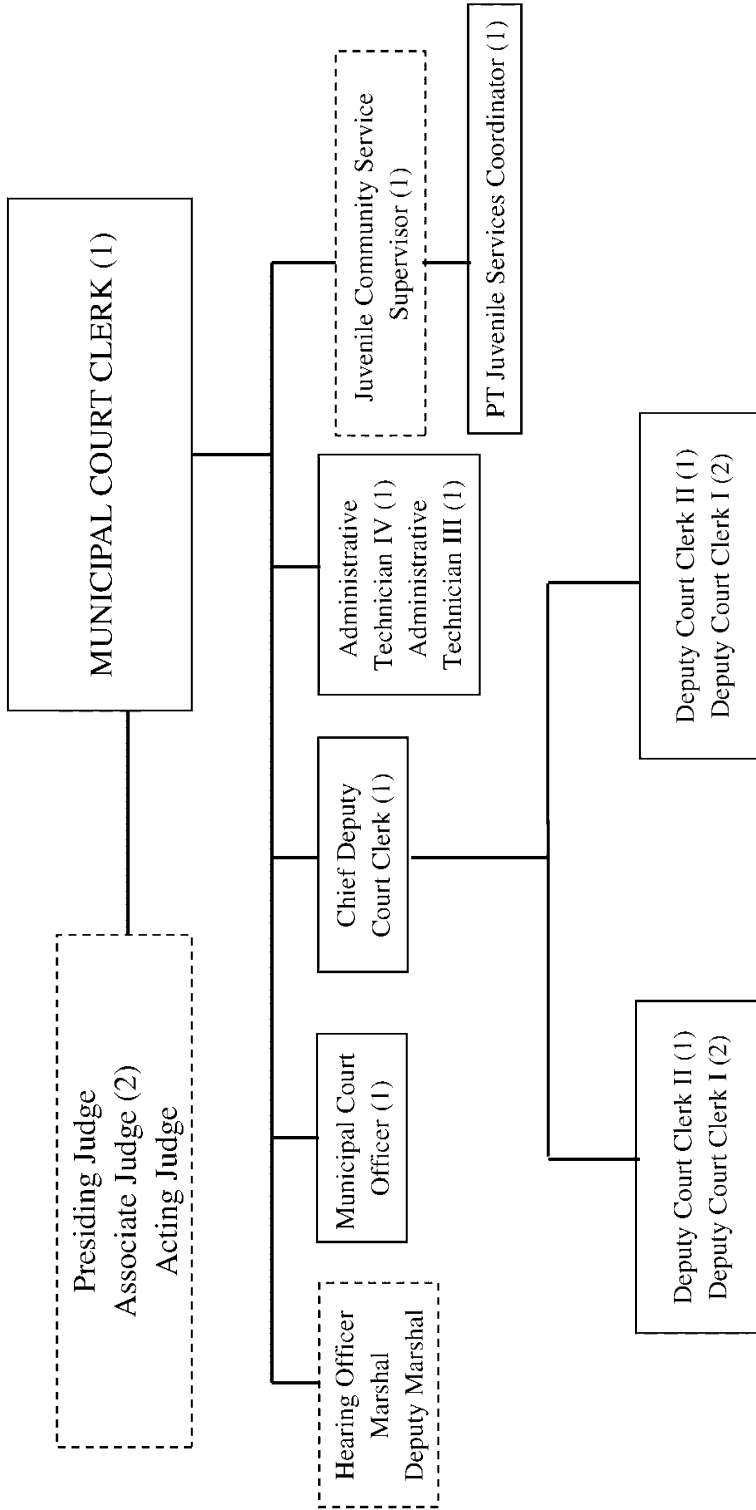 MUNICIPAL COURT CLERK (1)
Presiding Judge
Associate Judge (2)
Acting Judge
Hearing Officer
Marshal
Deputy Marshal
Municipal Court
Officer (1)
Chief Deputy
Court Clerk (1)
Administrative
Technician IV (1)
Administrative
Technician III (1)
Juvenile Community Service
Supervisor (1)
PT Juvenile Services Coordinator (1)
Deputy Court Clerk II (1)
Deputy Court Clerk I (2)
Deputy Court Clerk II (1)
Deputy Court Clerk I (2)